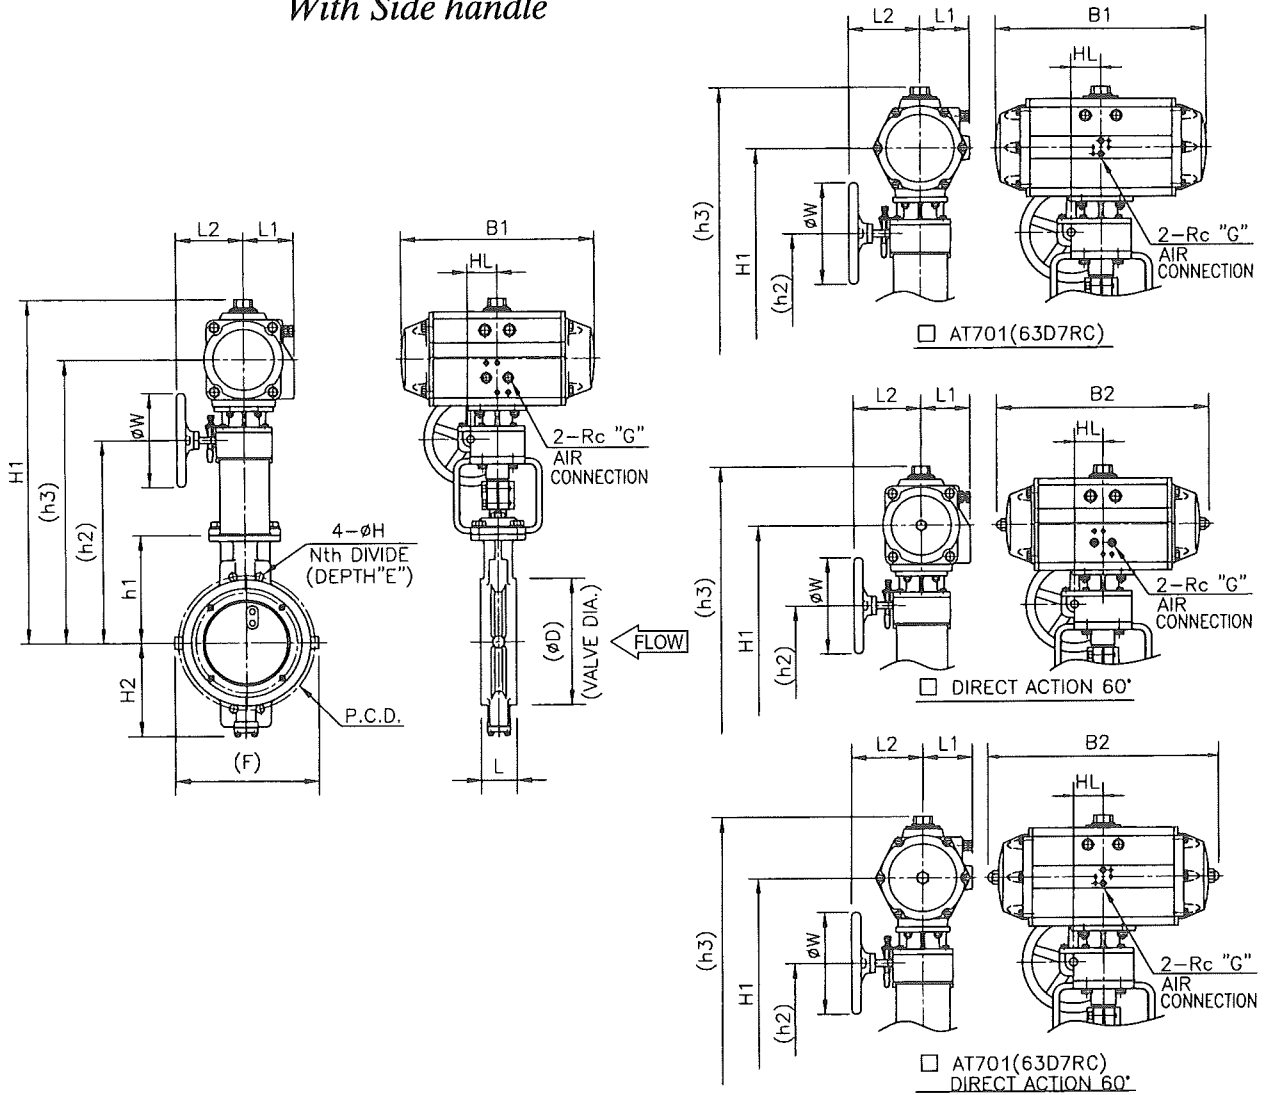 With Side handle
L2
L1
B1
HL
H1
(h3)
øW
(h2)
h1
H2
4-øH
Nth DIVIDE
(DEPTH"E")
2-Rc "G"
AIR
CONNECTION
(øD)
(VALVE DIA.)
FLOW
P.C.D.
(F)
L
L2
L1
B1
HL
(h3)
H1
øW
(h2)
2-Rc "G"
AIR
CONNECTION
□ AT701(63D7RC)
L2
L1
B2
HL
(h3)
H1
øW
(h2)
2-Rc "G"
AIR
CONNECTION
□ DIRECT ACTION 60°
L2
L1
B2
HL
(h3)
H1
øW
(h2)
2-Rc "G"
AIR
CONNECTION
□ AT701(63D7RC)
DIRECT ACTION 60°